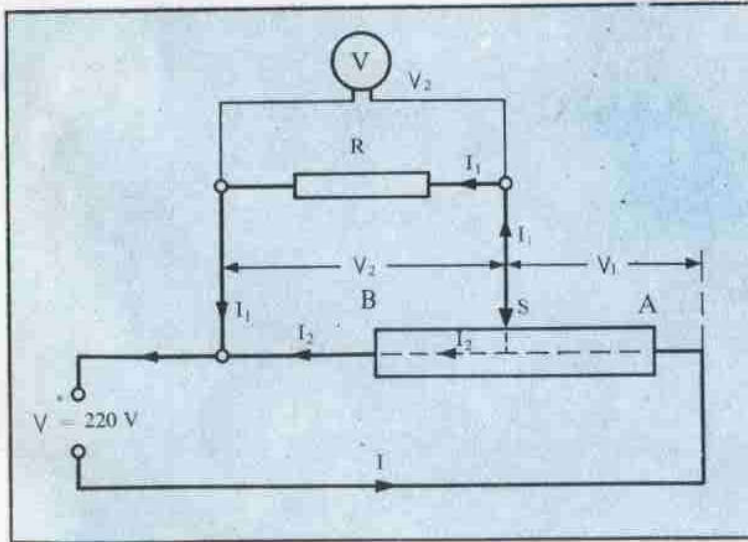 V
V₂
R
I₁
I₁
V₂ V₁
B A
I₁ I₂ S I₂
V = 220 V
I